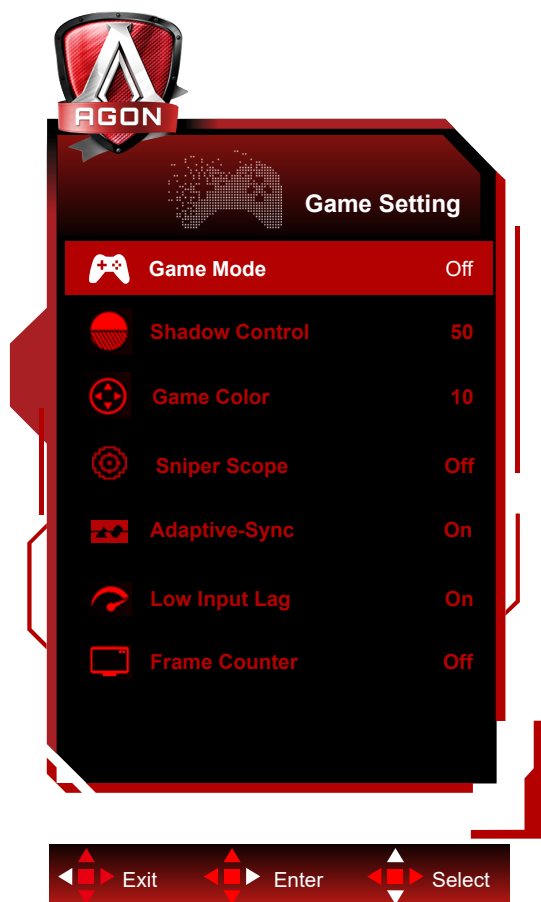 AGON
Game Setting
Game Mode Off
Shadow Control 50
Game Color 10
Sniper Scope Off
Adaptive-Sync On
Low Input Lag On
Frame Counter Off
Exit Enter Select